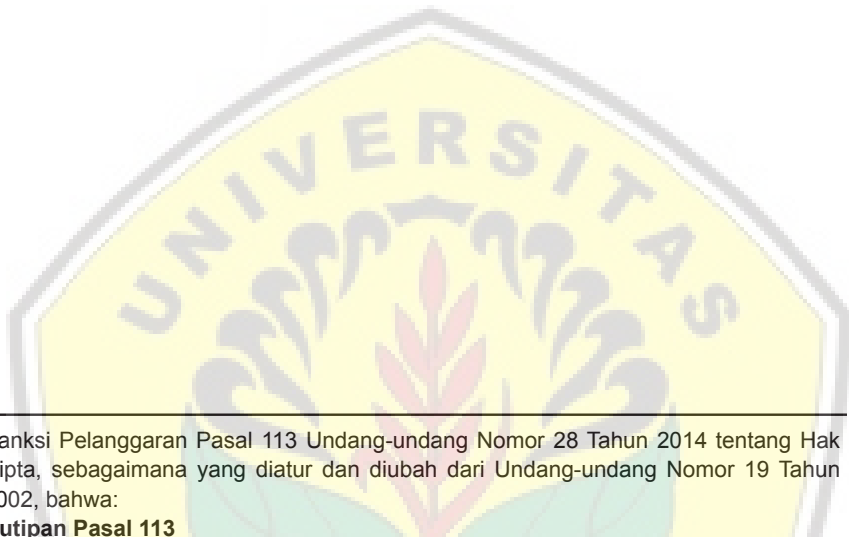 UNIVERSITAS
anksi Pelanggaran Pasal 113 Undang-undang Nomor 28 Tahun 2014 tentang Hak
ipta, sebagaimana yang diatur dan diubah dari Undang-undang Nomor 19 Tahun
002, bahwa:
utipan Pasal 113